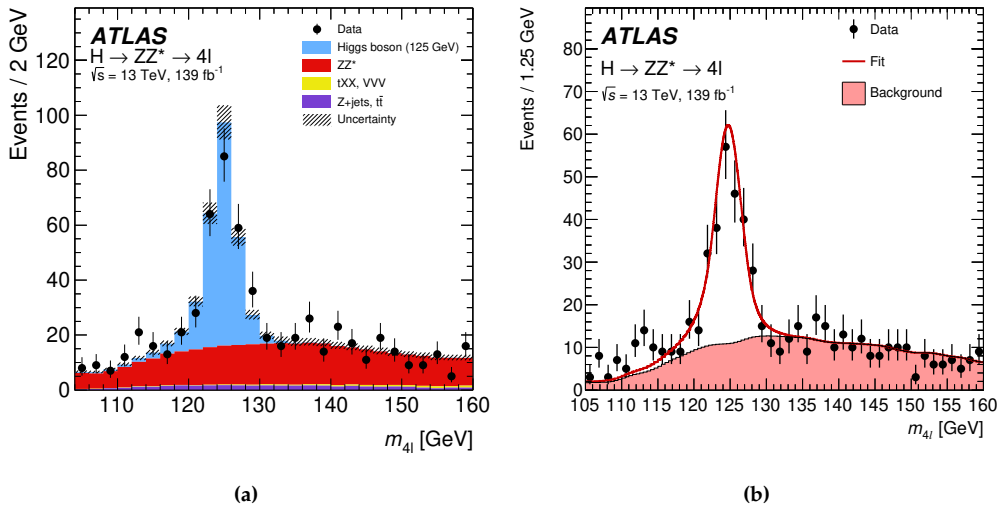 ATLAS
H → ZZ* → 4l
√s = 13 TeV, 139 fb⁻¹
Data
Higgs boson (125 GeV)
ZZ*
tXX, VVV
Z+jets, tt̄
Uncertainty
Events / 2 GeV
120
100
80
60
40
20
0
110 120 130 140 150 160
m4l [GeV]
(a)
ATLAS
H → ZZ* → 4l
√s = 13 TeV, 139 fb⁻¹
Data
Fit
Background
Events / 1.25 GeV
80
70
60
50
40
30
20
10
0
105 110 115 120 125 130 135 140 145 150 155 160
m4l [GeV]
(b)